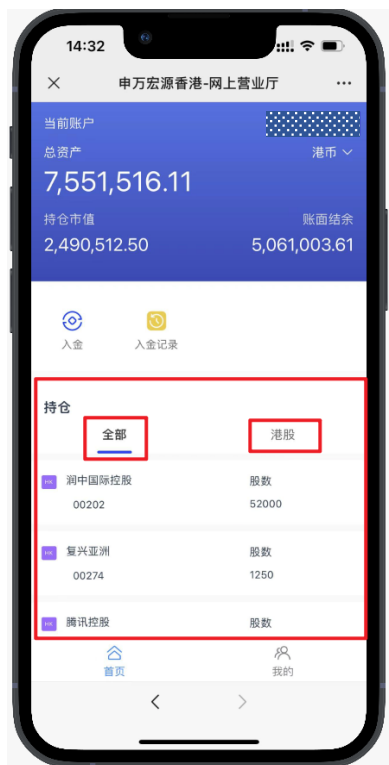 14:32
申万宏源香港-网上营业厅
当前账户
总资产 港币
7,551,516.11
持仓市值 账面结余
2,490,512.50 5,061,003.61
入金 入金记录
持仓
全部 港股
HK 润中国际控股 股数
00202 52000
HK 复兴亚洲 股数
00274 1250
HK 腾讯控股 股数
首页 我的